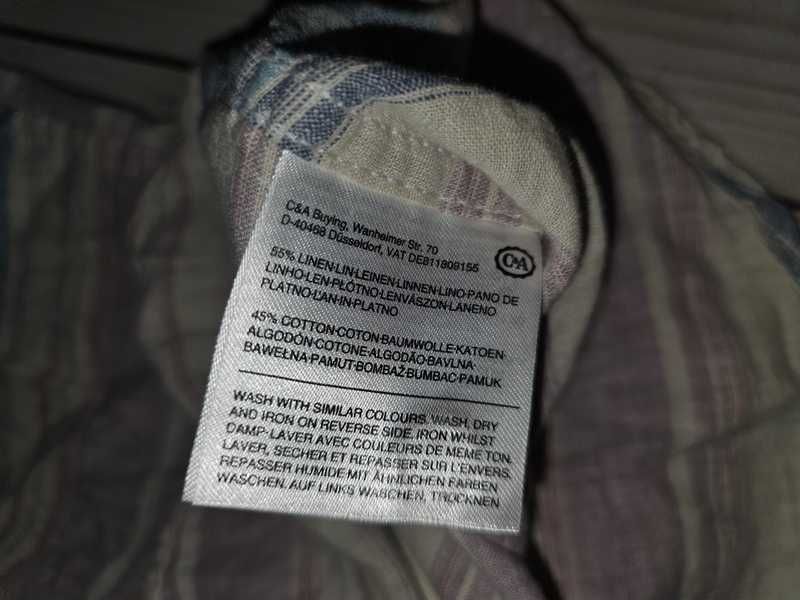 C&A Buying, Wanheimer Str. 70
D-40468 Düsseldorf, VAT DE811809155
C&A
55% LINEN·LIN·LEINEN·LINNEN·LINO·PANO DE
LINHO·LEN·PŁÓTNO·LENVÁSZON·LANENO
PLATNO·ĽAN·IN·PLATNO
45% COTTON·COTON·BAUMWOLLE·KATOEN·
ALGODÓN·COTONE·ALGODÃO·BAVLNA·
BAWEŁNA·PAMUT·BOMBAŽ·BUMBAC·PAMUK
WASH WITH SIMILAR COLOURS. WASH, DRY
AND IRON ON REVERSE SIDE. IRON WHILST
DAMP·LAVER AVEC COULEURS DE MEME TON.
LAVER, SECHER ET REPASSER SUR L'ENVERS.
REPASSER HUMIDE·MIT ÄHNLICHEN FARBEN
WASCHEN. AUF LINKS WASCHEN, TROCKNEN